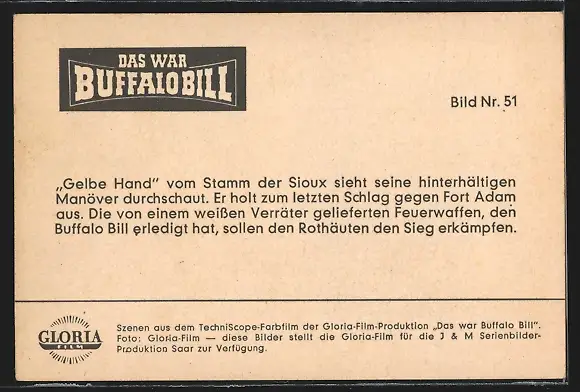 DAS WAR
BUFFALO BILL
Bild Nr. 51
„Gelbe Hand" vom Stamm der Sioux sieht seine hinterhältigen
Manöver durchschaut. Er holt zum letzten Schlag gegen Fort Adam
aus. Die von einem weißen Verräter gelieferten Feuerwaffen, den
Buffalo Bill erledigt hat, sollen den Rothäuten den Sieg erkämpfen.
GLORIA
FILM
Szenen aus dem TechniScope-Farbfilm der Gloria-Film-Produktion „Das war Buffalo Bill".
Foto: Gloria-Film — diese Bilder stellt die Gloria-Film für die J & M Serienbilder-
Produktion Saar zur Verfügung.